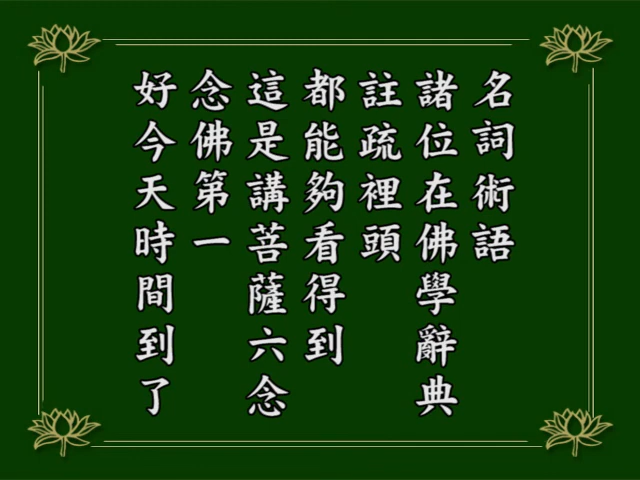 名詞術語
諸位在佛學辭典
註疏裡頭
都能夠看得到
這是講菩薩六念
念佛第一
好今天時間到了